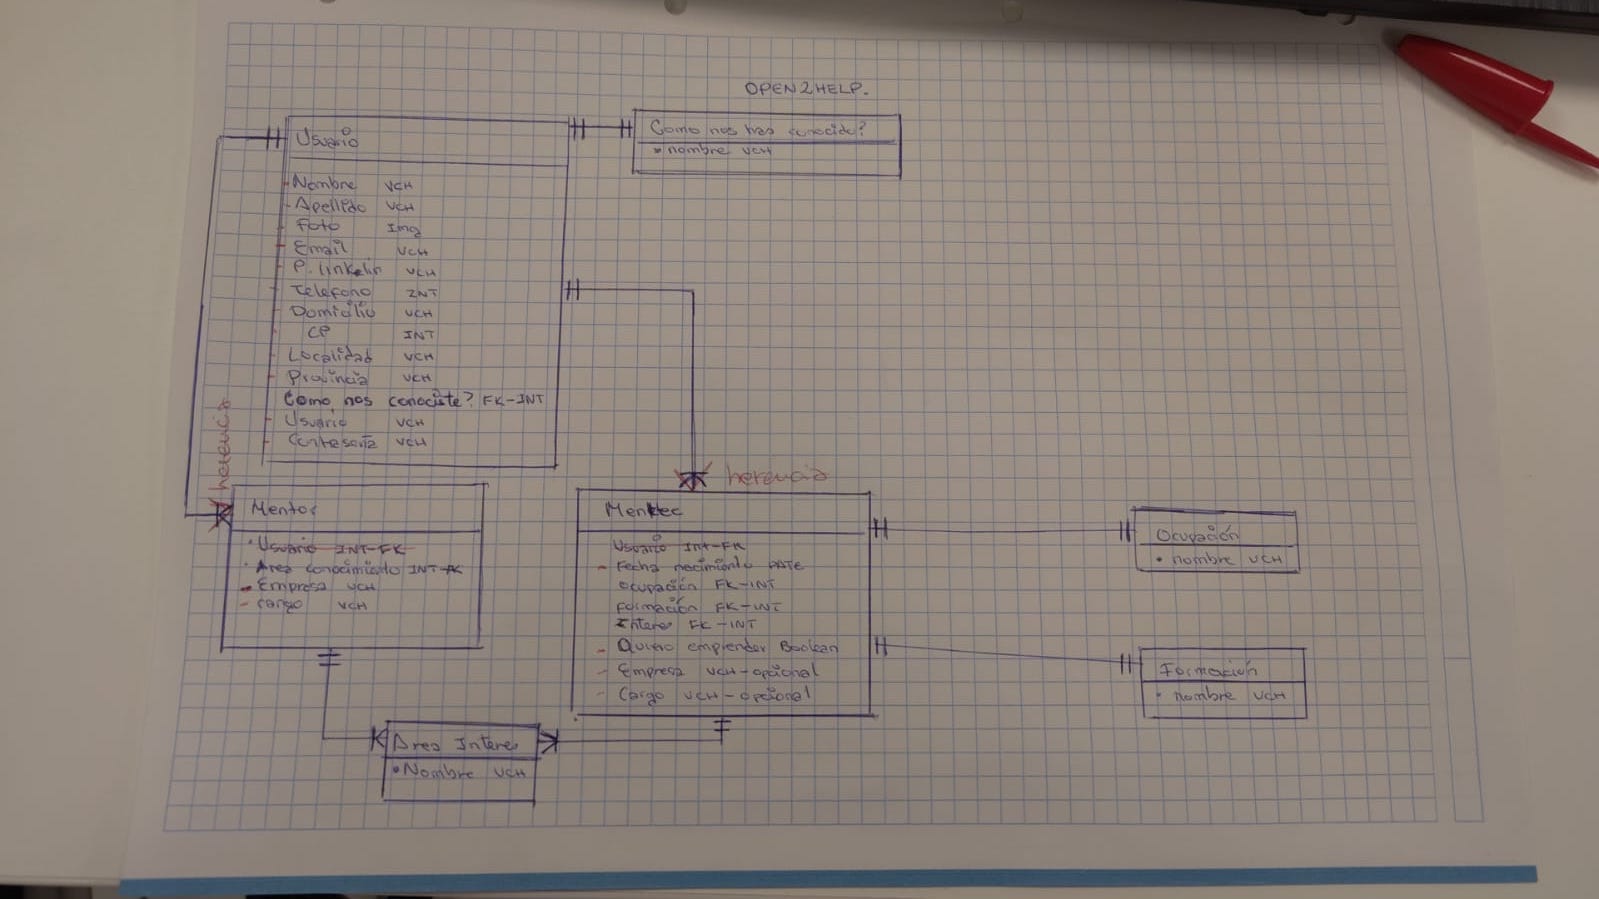 OPEN2HELP.
Usuario
Nombre VCH
Apellido VCH
Foto Img
Email VCH
P. linkelin VCH
Telefono INT
Domicilio VCH
CP INT
Localidad VCH
Provincia VCH
Como nos conociste? FK-INT
Usuario VCH
Contraseña VCH
Como nos has conocido?
nombre VCH
herencia
herencia
Mentor
Usuario INT-FK
Area conocimiento INT-FK
Empresa VCH
Cargo VCH
Mentee
Usuario Int-FK
Fecha nacimiento DATE
Ocupación FK-INT
Formación FK-INT
Interes FK-INT
Quiero emprender Boolean
Empresa VCH-opcional
Cargo VCH-opcional
Ocupación
nombre VCH
Formación
nombre VCH
Area Interes
Nombre VCH